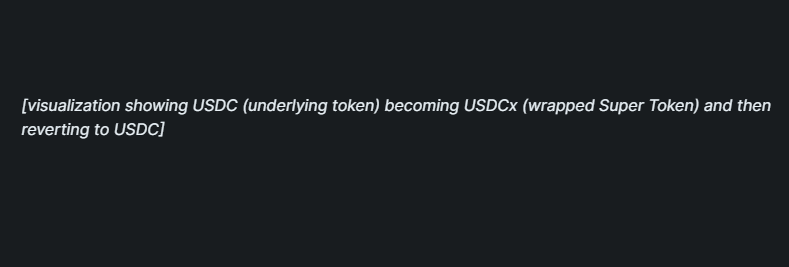 [visualization showing USDC (underlying token) becoming USDCx (wrapped Super Token) and then
reverting to USDC]